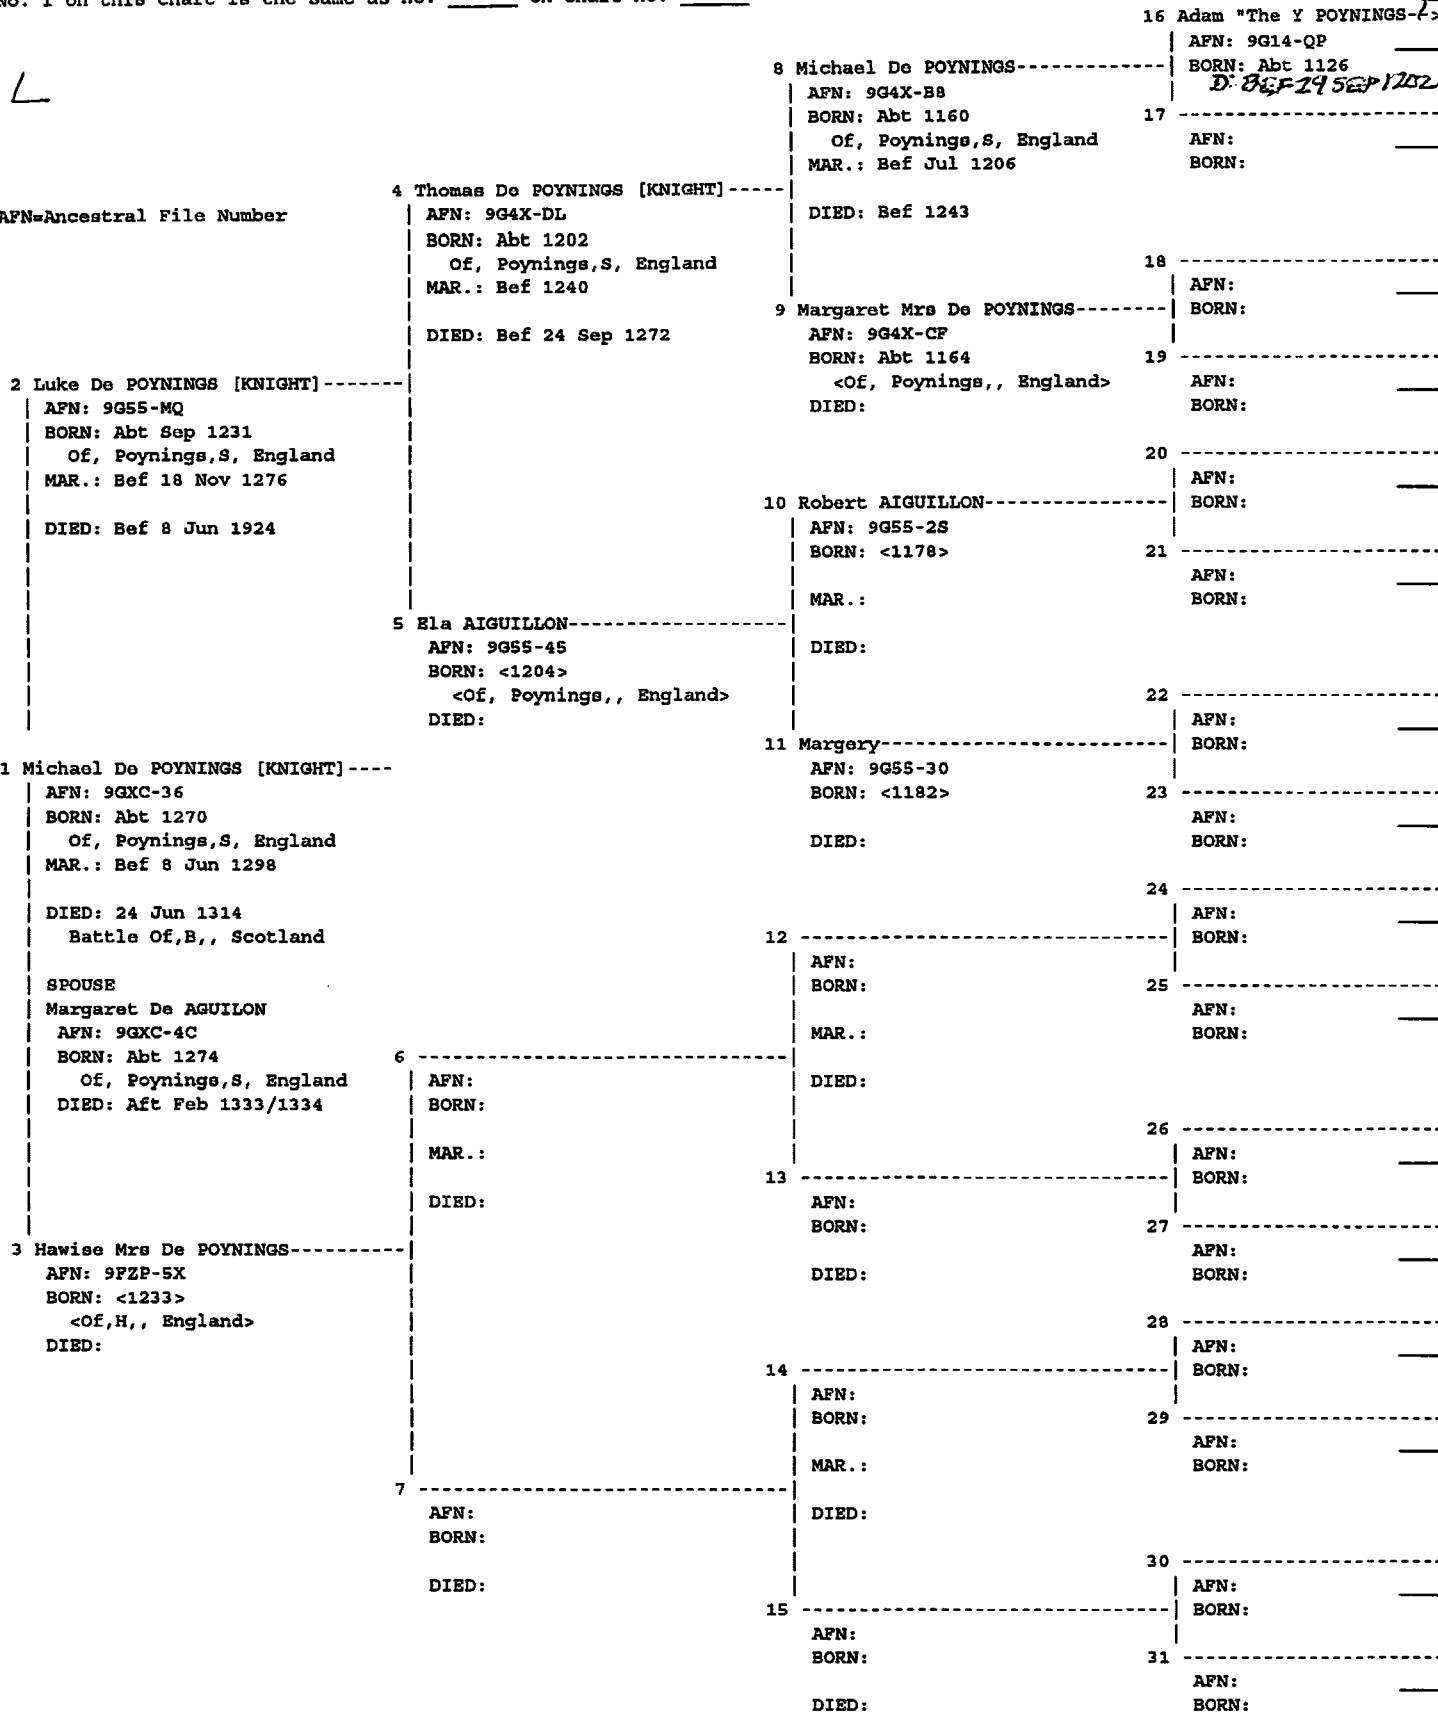 No. 1 on this chart is the same as no. _____ on chart no. _____
16 Adam "The Y POYNINGS-->
AFN: 9G14-QP
BORN: Abt 1126
D: BEF 29 SEP 1202
8 Michael De POYNINGS
AFN: 9G4X-B8
BORN: Abt 1160
Of, Poynings,S, England
MAR.: Bef Jul 1206
DIED: Bef 1243
17
AFN:
BORN:
4 Thomas De POYNINGS [KNIGHT]
AFN: 9G4X-DL
BORN: Abt 1202
Of, Poynings,S, England
MAR.: Bef 1240
DIED: Bef 24 Sep 1272
AFN=Ancestral File Number
18
AFN:
BORN:
9 Margaret Mrs De POYNINGS
AFN: 9G4X-CF
BORN: Abt 1164
<Of, Poynings,, England>
DIED:
19
AFN:
BORN:
2 Luke De POYNINGS [KNIGHT]
AFN: 9G55-MQ
BORN: Abt Sep 1231
Of, Poynings,S, England
MAR.: Bef 18 Nov 1276
DIED: Bef 8 Jun 1924
20
AFN:
BORN:
10 Robert AIGUILLON
AFN: 9G55-2S
BORN: <1178>
MAR.:
DIED:
21
AFN:
BORN:
5 Ela AIGUILLON
AFN: 9G55-45
BORN: <1204>
<Of, Poynings,, England>
DIED:
22
AFN:
BORN:
11 Margery
AFN: 9G55-30
BORN: <1182>
DIED:
23
AFN:
BORN:
1 Michael De POYNINGS [KNIGHT]
AFN: 9GXC-36
BORN: Abt 1270
Of, Poynings,S, England
MAR.: Bef 8 Jun 1298
DIED: 24 Jun 1314
Battle Of,B,, Scotland
SPOUSE
Margaret De AGUILON
AFN: 9GXC-4C
BORN: Abt 1274
Of, Poynings,S, England
DIED: Aft Feb 1333/1334
24
AFN:
BORN:
12
AFN:
BORN:
MAR.:
DIED:
25
AFN:
BORN:
6
AFN:
BORN:
MAR.:
DIED:
26
AFN:
BORN:
13
AFN:
BORN:
DIED:
27
AFN:
BORN:
3 Hawise Mrs De POYNINGS
AFN: 9FZP-5X
BORN: <1233>
<Of,H,, England>
DIED:
28
AFN:
BORN:
14
AFN:
BORN:
MAR.:
DIED:
29
AFN:
BORN:
7
AFN:
BORN:
DIED:
30
AFN:
BORN:
15
AFN:
BORN:
DIED:
31
AFN:
BORN: